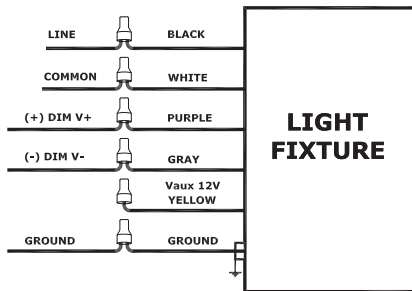 LINE BLACK
COMMON WHITE
(+) DIM V+ PURPLE
(-) DIM V- GRAY
Vaux 12V
YELLOW
GROUND GROUND
LIGHT
FIXTURE